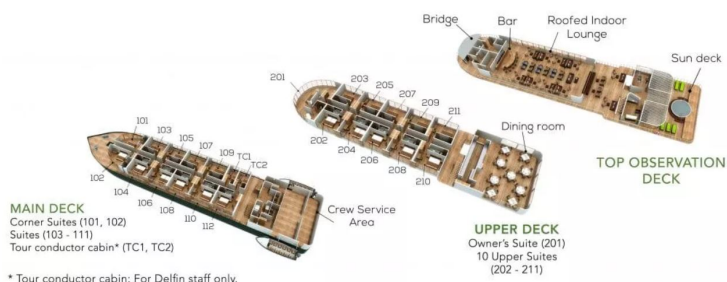 Bridge
Bar
Roofed Indoor
Lounge
Sun deck
TOP OBSERVATION
DECK
201
203
205
207
209
211
202
204
206
208
210
Dining room
UPPER DECK
Owner's Suite (201)
10 Upper Suites
(202 - 211)
101
103
105
107
109
TC1
TC2
102
104
106
108
110
112
Crew Service
Area
MAIN DECK
Corner Suites (101, 102)
Suites (103 - 111)
Tour conductor cabin* (TC1, TC2)
* Tour conductor cabin: For Delfin staff only.